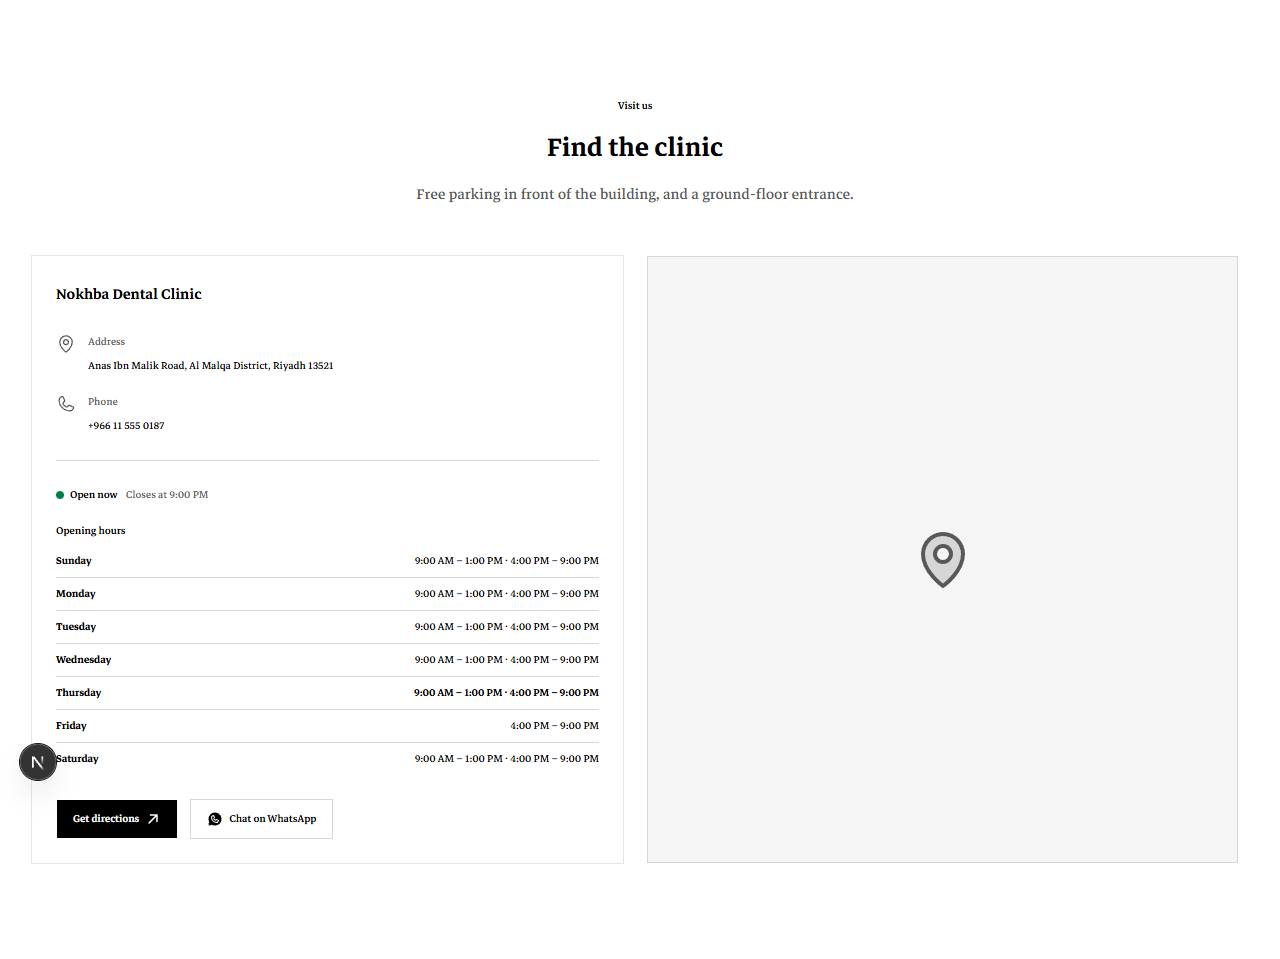 Visit us
Find the clinic
Free parking in front of the building, and a ground-floor entrance.
Nokhba Dental Clinic
Address
Anas Ibn Malik Road, Al Malqa District, Riyadh 13521
Phone
+966 11 555 0187
Open now Closes at 9:00 PM
Opening hours
Sunday 9:00 AM – 1:00 PM · 4:00 PM – 9:00 PM
Monday 9:00 AM – 1:00 PM · 4:00 PM – 9:00 PM
Tuesday 9:00 AM – 1:00 PM · 4:00 PM – 9:00 PM
Wednesday 9:00 AM – 1:00 PM · 4:00 PM – 9:00 PM
Thursday 9:00 AM – 1:00 PM · 4:00 PM – 9:00 PM
Friday 4:00 PM – 9:00 PM
Saturday 9:00 AM – 1:00 PM · 4:00 PM – 9:00 PM
N
Get directions Chat on WhatsApp